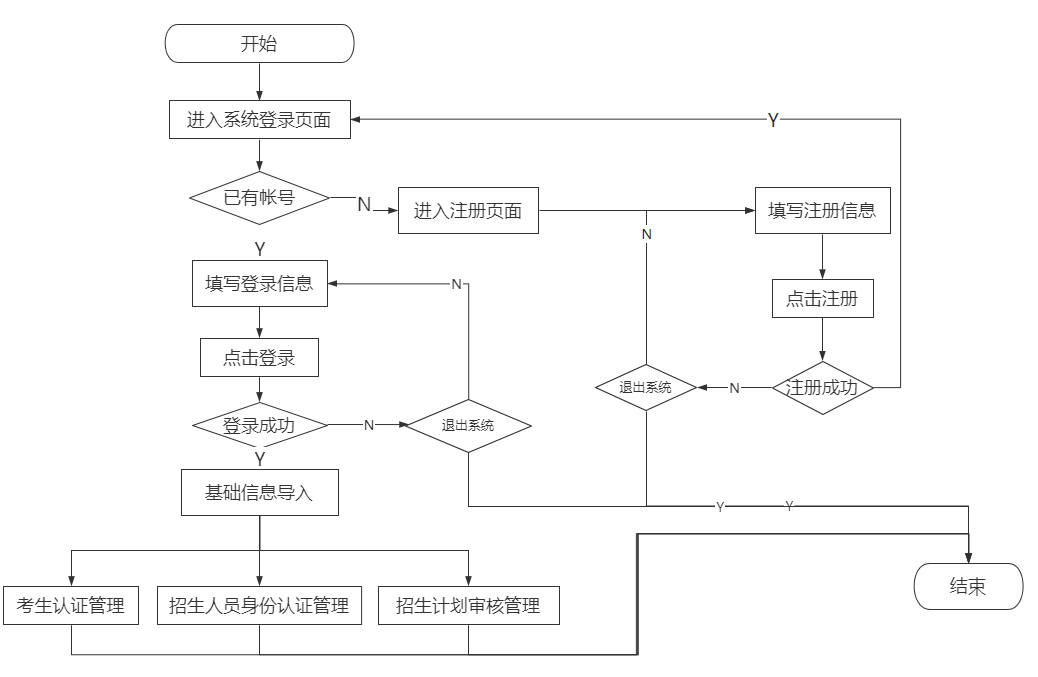 开始
进入系统登录页面
Y
已有帐号
N
进入注册页面
填写注册信息
N
Y
填写登录信息
N
点击注册
点击登录
退出系统
N
注册成功
登录成功
N
退出系统
Y
基础信息导入
Y
Y
结束
考生认证管理
招生人员身份认证管理
招生计划审核管理